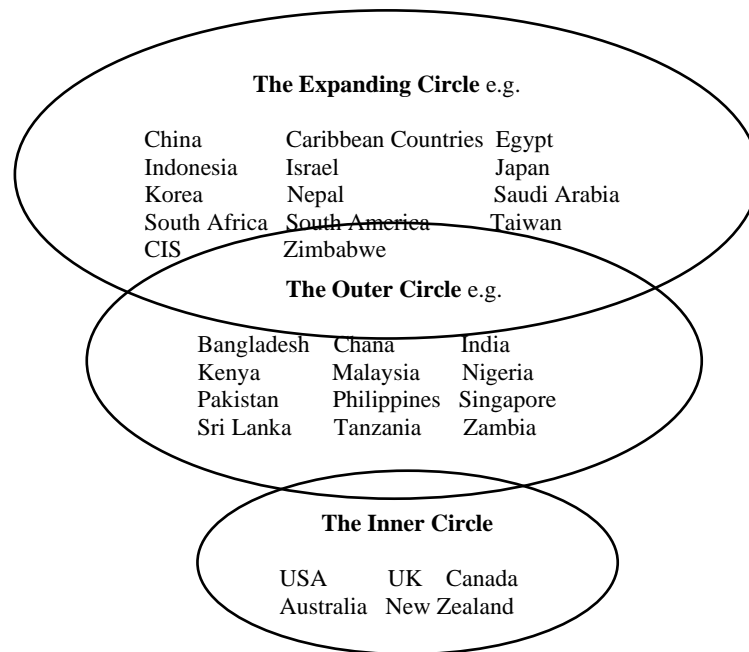 The Expanding Circle e.g.
China Caribbean Countries Egypt
Indonesia Israel Japan
Korea Nepal Saudi Arabia
South Africa South America Taiwan
CIS Zimbabwe
The Outer Circle e.g.
Bangladesh Chana India
Kenya Malaysia Nigeria
Pakistan Philippines Singapore
Sri Lanka Tanzania Zambia
The Inner Circle
USA UK Canada
Australia New Zealand